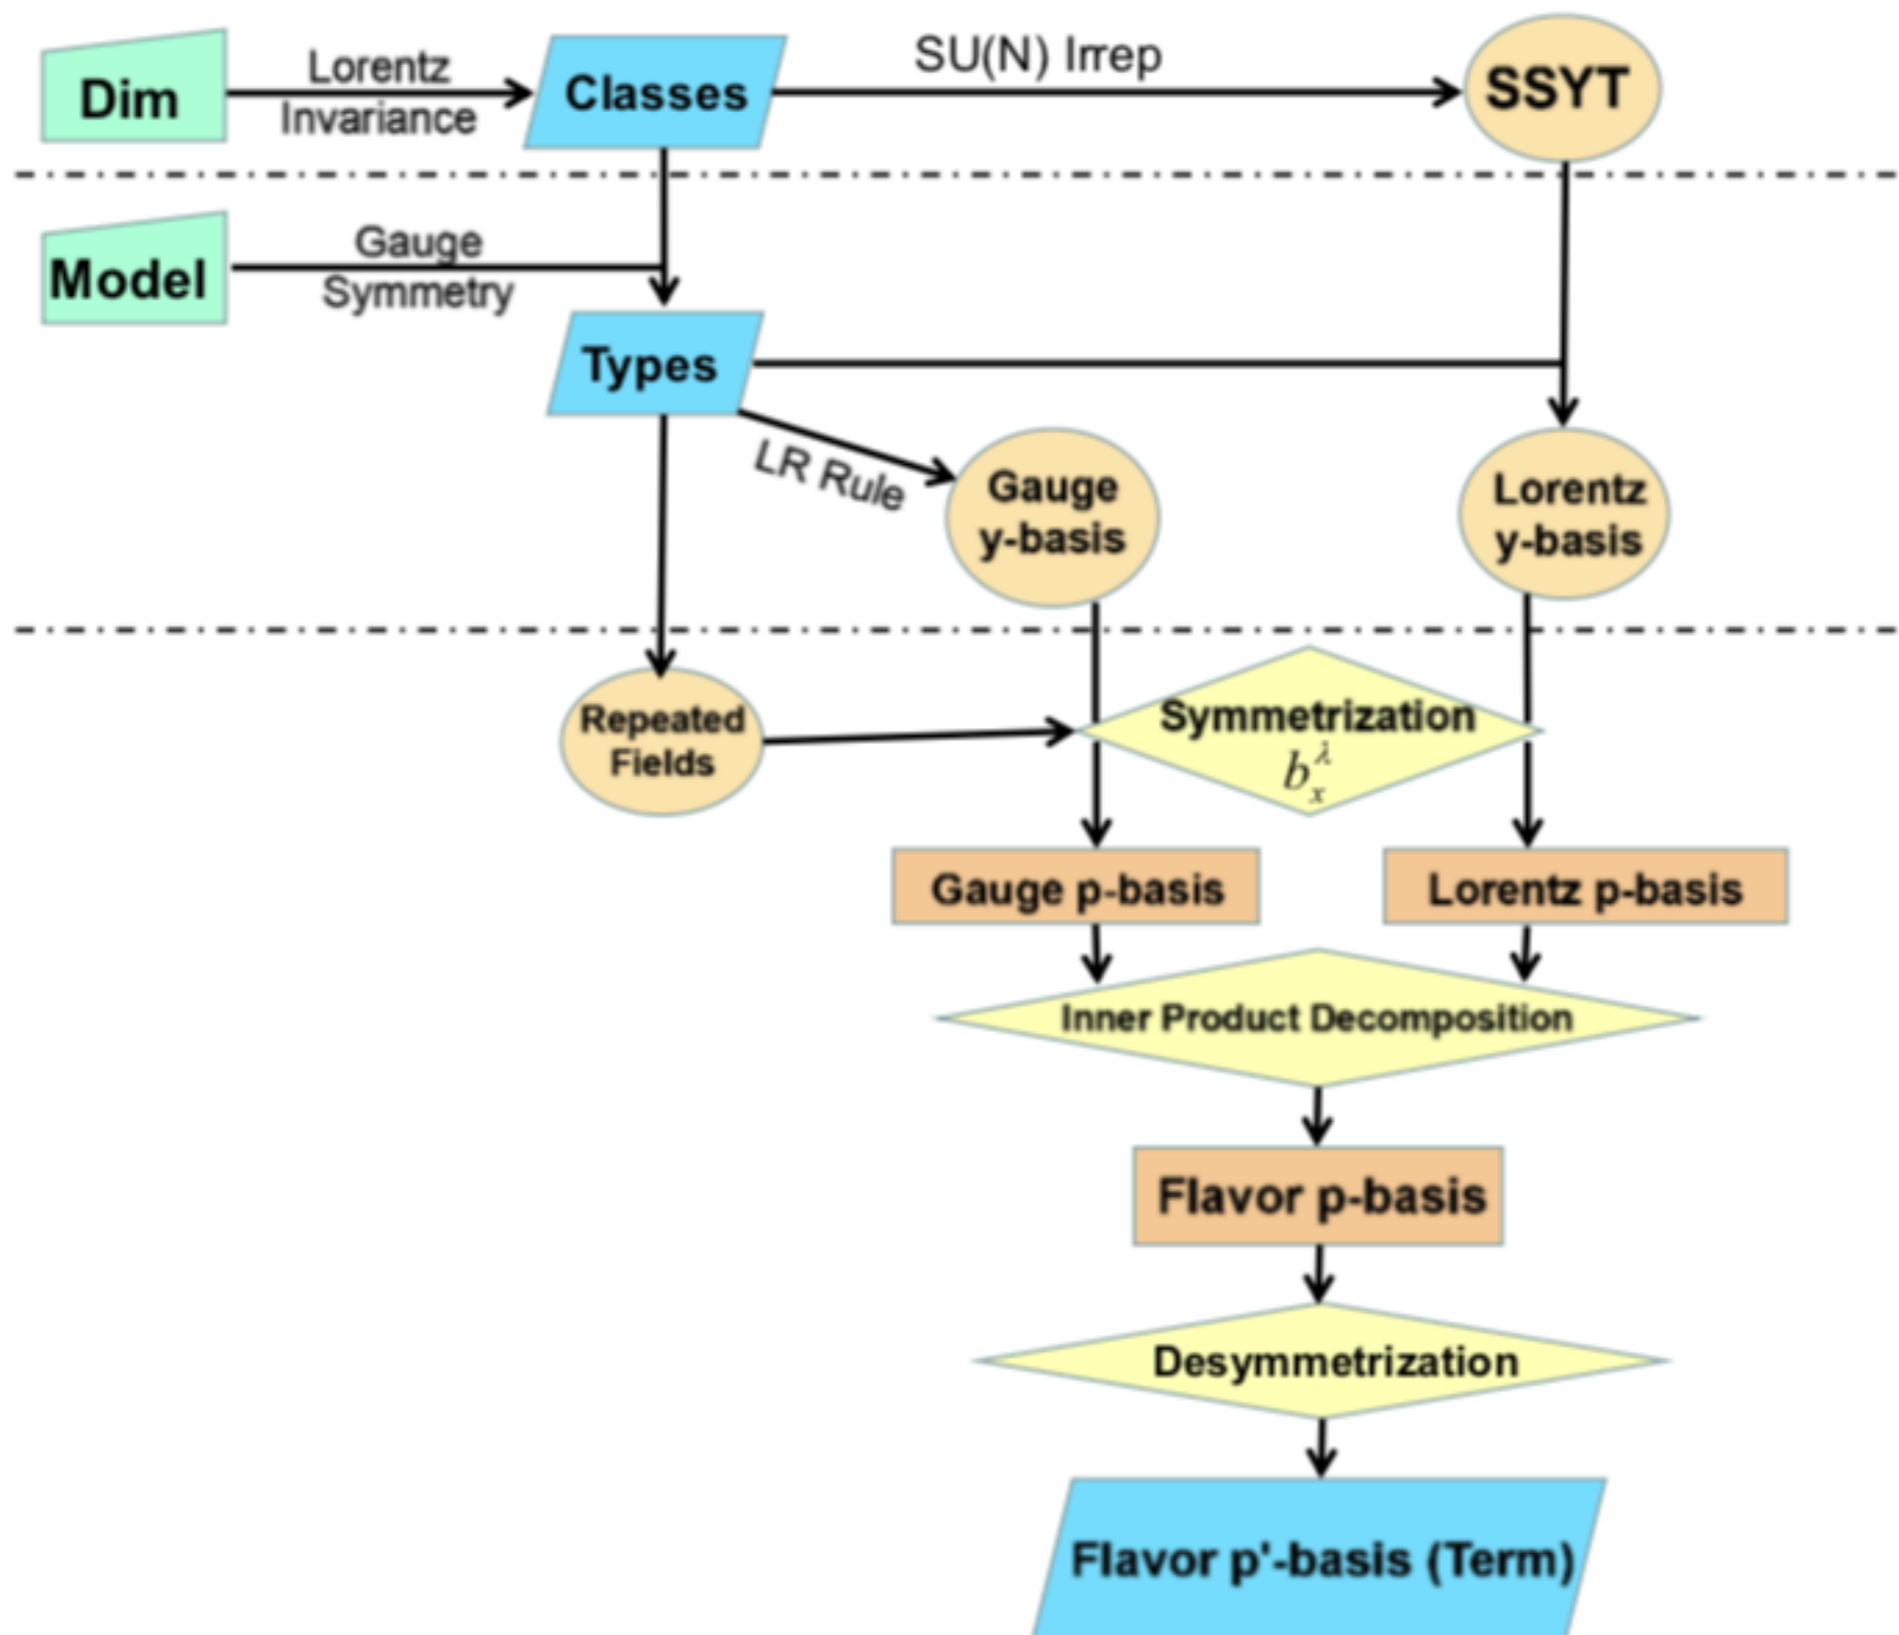 Dim
Lorentz
Invariance
Classes
SU(N) Irrep
SSYT
Model
Gauge
Symmetry
Types
LR Rule
Gauge
y-basis
Lorentz
y-basis
Repeated
Fields
Symmetrization
b_x^λ
Gauge p-basis
Lorentz p-basis
Inner Product Decomposition
Flavor p-basis
Desymmetrization
Flavor p'-basis (Term)